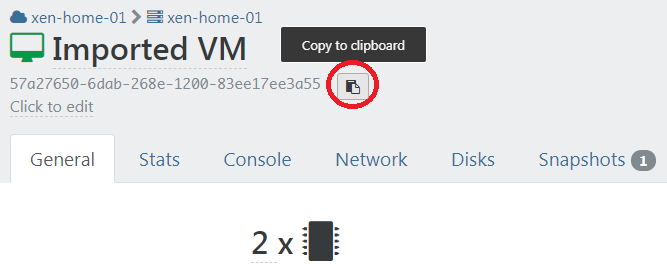 xen-home-01 xen-home-01
Imported VM
Copy to clipboard
57a27650-6dab-268e-1200-83ee17ee3a55
Click to edit
General Stats Console Network Disks Snapshots 1
2 x